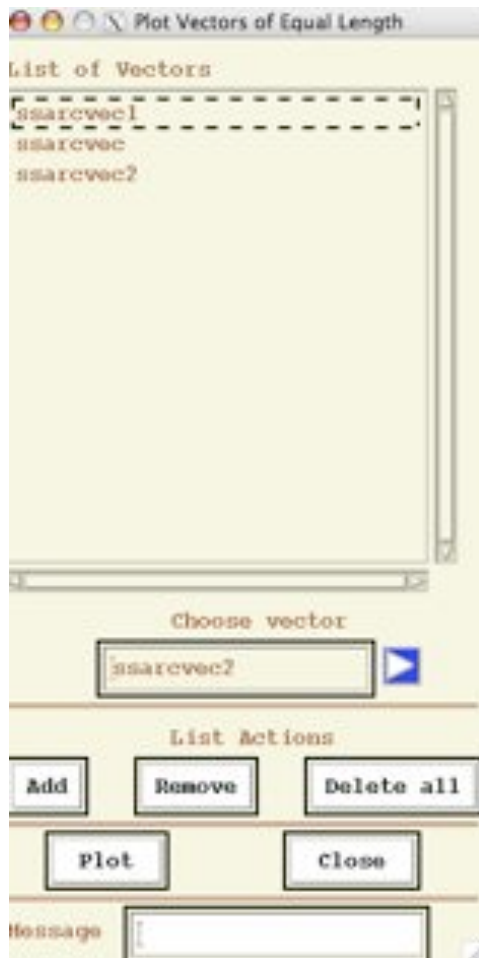 Plot Vectors of Equal Length
List of Vectors
ssarcvec1
ssarcvec
ssarcvec2
Choose vector
ssarcvec2
List Actions
Add Remove Delete all
Plot Close
Message